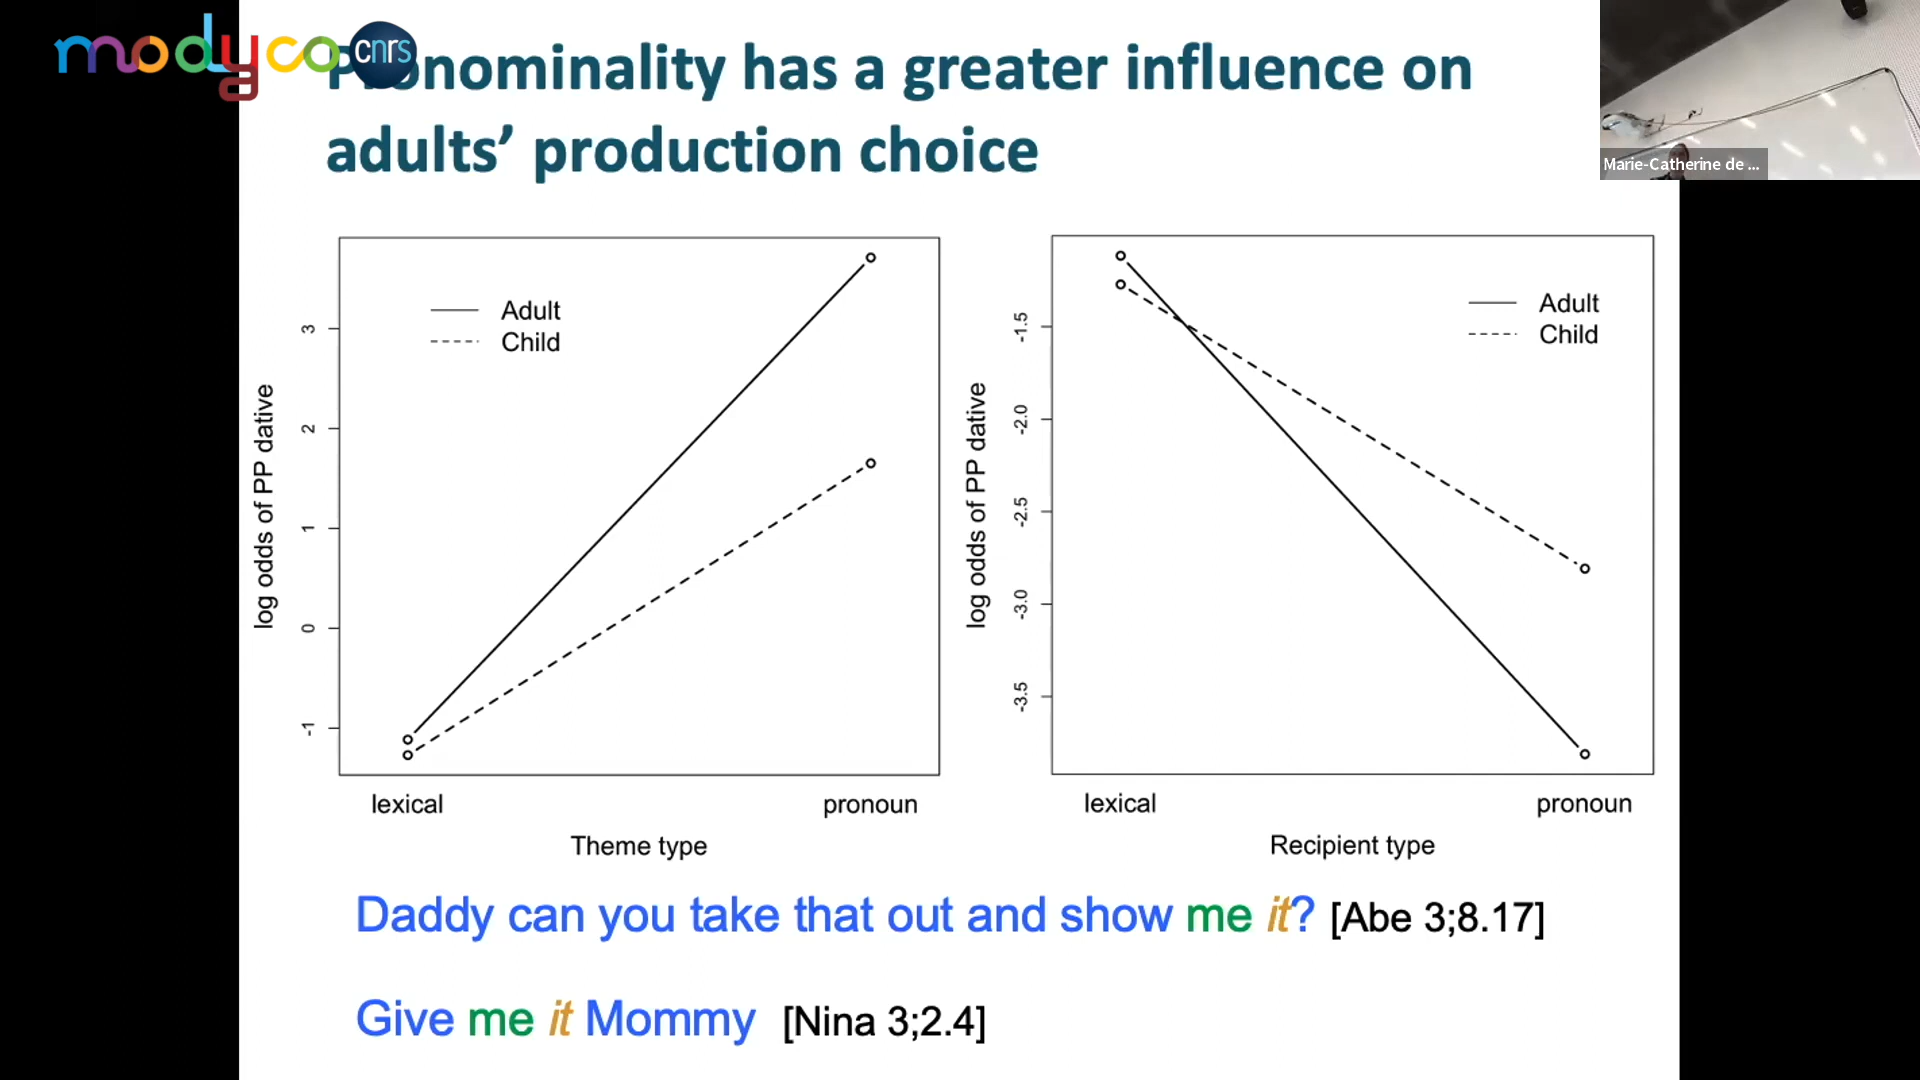 modyco cnrs
Pronominality has a greater influence on
adults’ production choice
Marie-Catherine de ...
Adult
Child
3
2
1
0
-1
log odds of PP dative
lexical
pronoun
Theme type
Adult
Child
-1.5
-2.0
-2.5
-3.0
-3.5
log odds of PP dative
lexical
pronoun
Recipient type
Daddy can you take that out and show me it? [Abe 3;8.17]
Give me it Mommy [Nina 3;2.4]